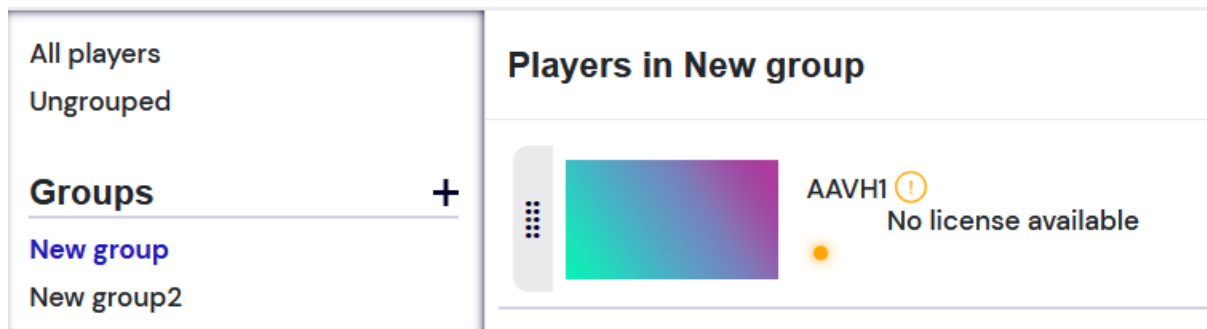 All players
Ungrouped
Groups
New group
New group2
Players in New group
AAVH1
No license available